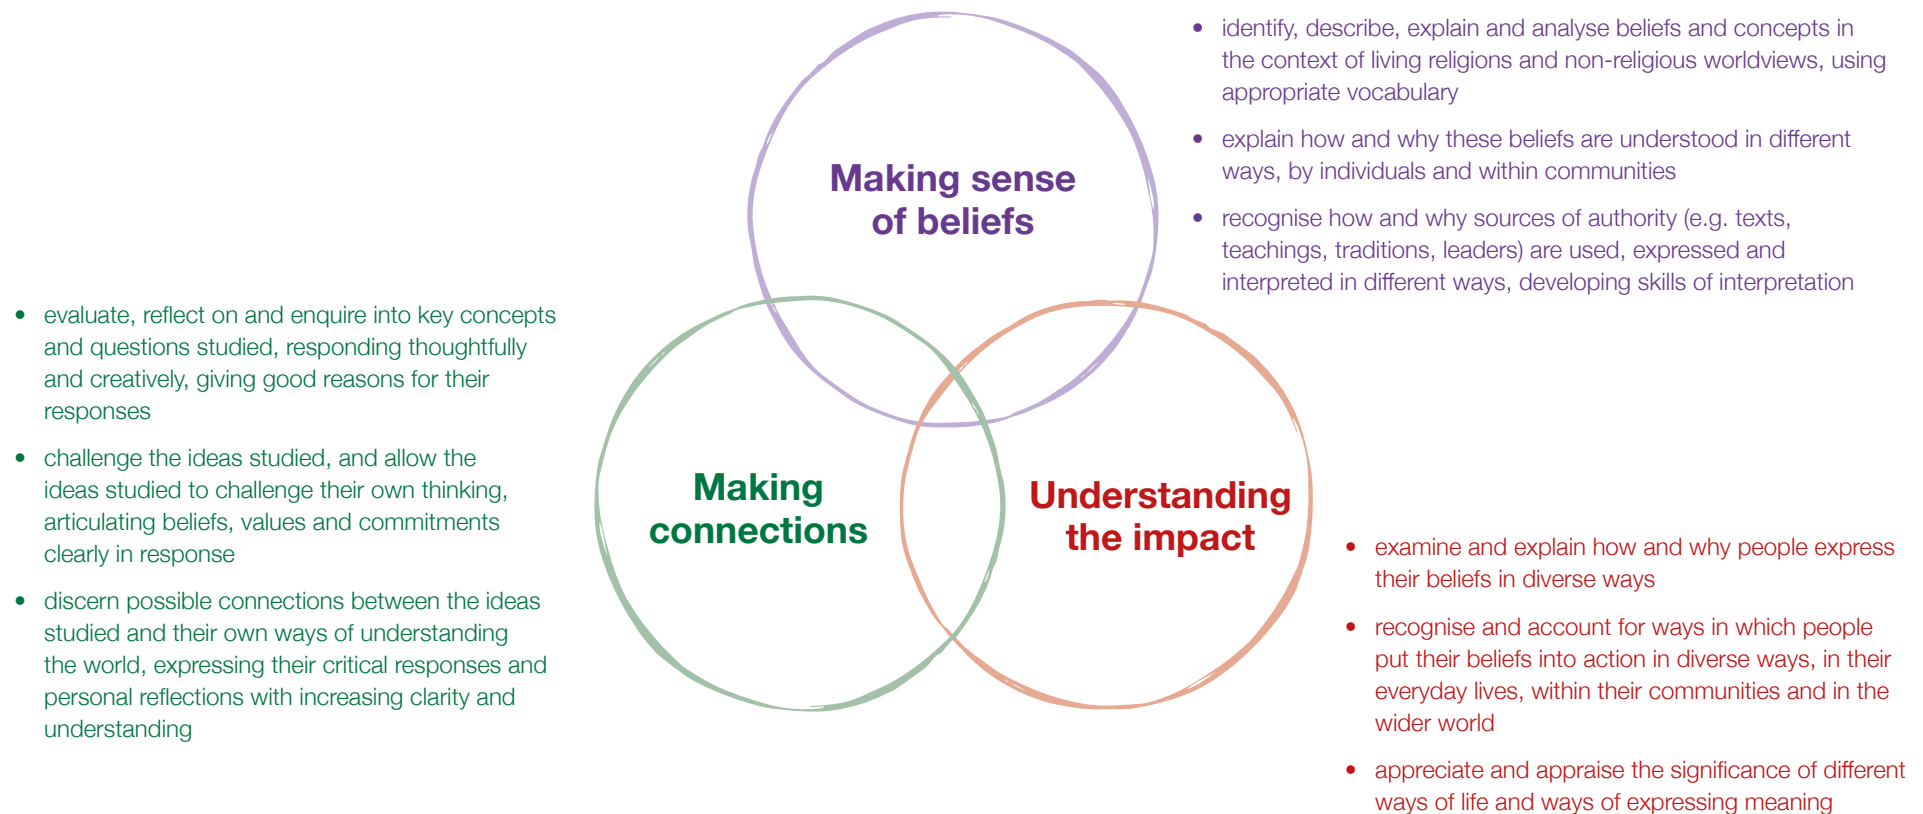 • identify, describe, explain and analyse beliefs and concepts in
the context of living religions and non-religious worldviews, using
appropriate vocabulary
• explain how and why these beliefs are understood in different
ways, by individuals and within communities
• recognise how and why sources of authority (e.g. texts,
teachings, traditions, leaders) are used, expressed and
interpreted in different ways, developing skills of interpretation
Making sense
of beliefs
• evaluate, reflect on and enquire into key concepts
and questions studied, responding thoughtfully
and creatively, giving good reasons for their
responses
• challenge the ideas studied, and allow the
ideas studied to challenge their own thinking,
articulating beliefs, values and commitments
clearly in response
• discern possible connections between the ideas
studied and their own ways of understanding
the world, expressing their critical responses and
personal reflections with increasing clarity and
understanding
Making
connections
Understanding
the impact
• examine and explain how and why people express
their beliefs in diverse ways
• recognise and account for ways in which people
put their beliefs into action in diverse ways, in their
everyday lives, within their communities and in the
wider world
• appreciate and appraise the significance of different
ways of life and ways of expressing meaning